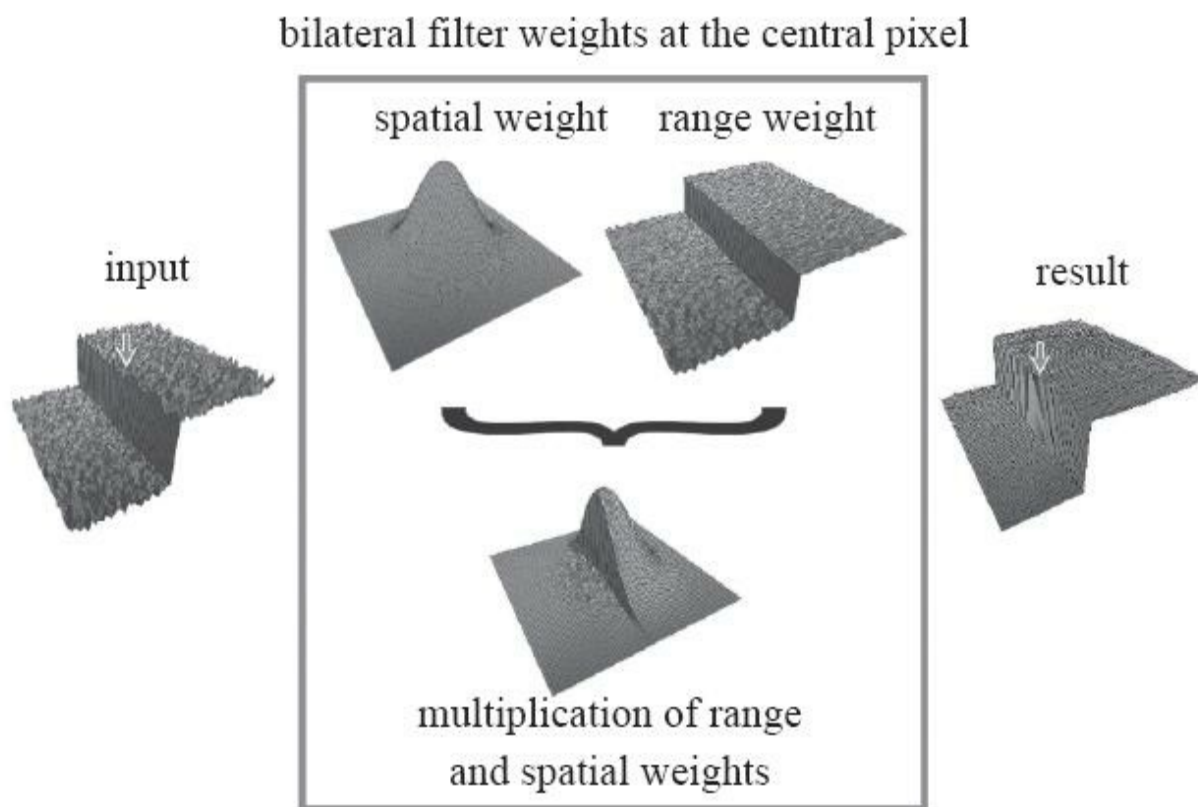 bilateral filter weights at the central pixel
spatial weight
range weight
input
result
multiplication of range
and spatial weights